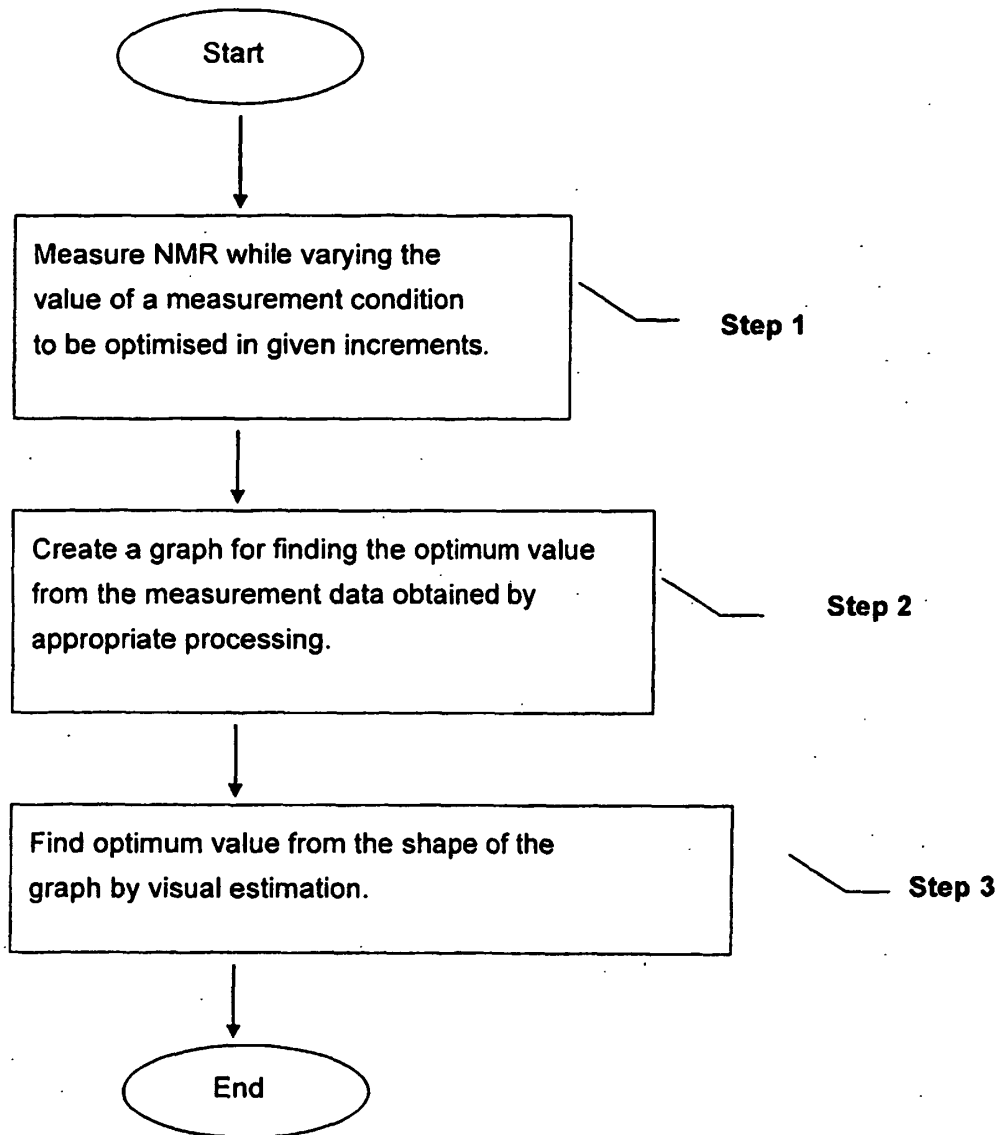 Start
Measure NMR while varying the
value of a measurement condition
to be optimised in given increments.
Step 1
Create a graph for finding the optimum value
from the measurement data obtained by
appropriate processing.
Step 2
Find optimum value from the shape of the
graph by visual estimation.
Step 3
End